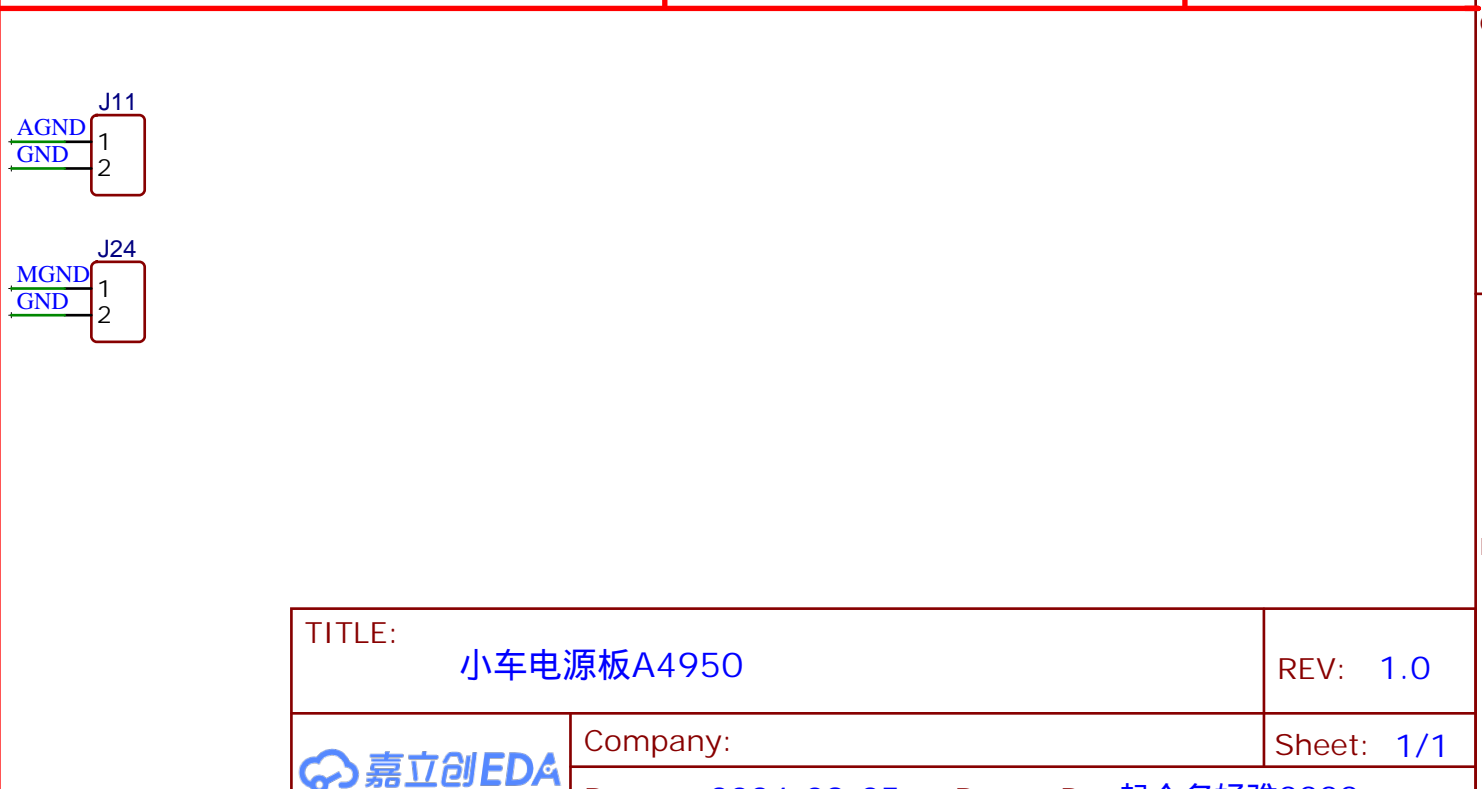 J11
AGND
1
GND
2
J24
MGND
1
GND
2
TITLE:
小车电源板A4950
REV: 1.0
嘉立创EDA
Company:
Sheet: 1/1